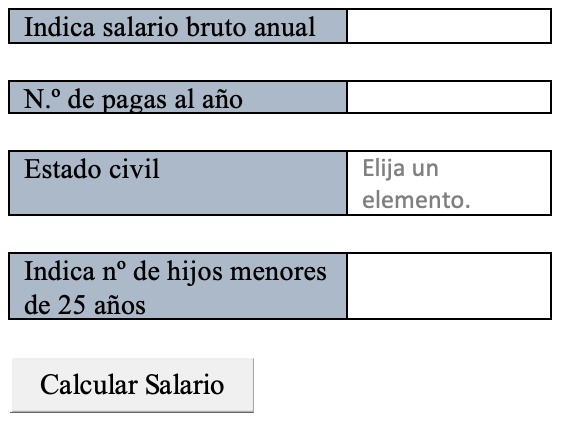 Indica salario bruto anual
N.º de pagas al año
Estado civil
Elija un
elemento.
Indica nº de hijos menores
de 25 años
Calcular Salario